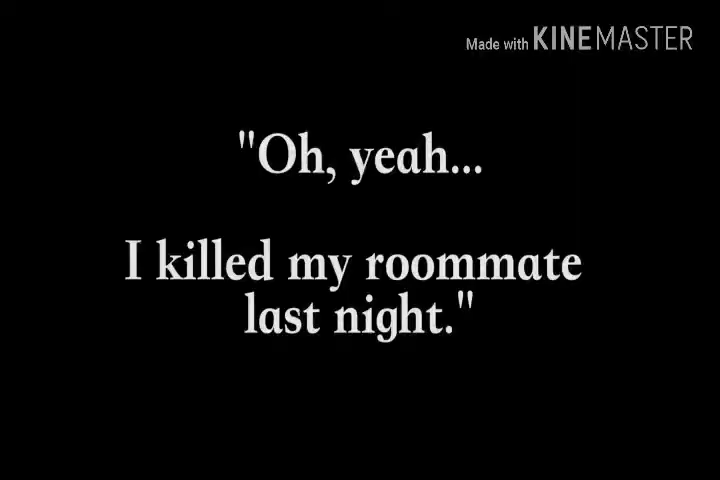 Made with KINEMASTER
"Oh, yeah...
I killed my roommate
last night."